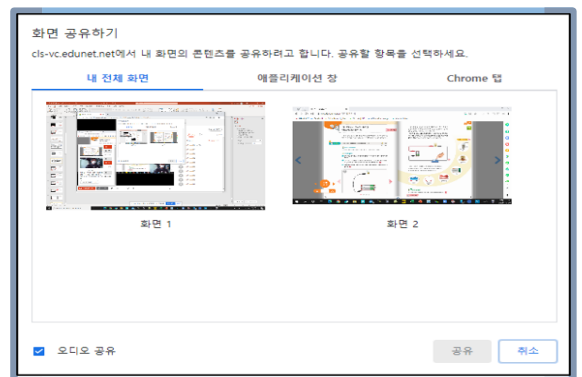 화면 공유하기
cls-vc.edunet.net에서 내 화면의 콘텐츠를 공유하려고 합니다. 공유할 항목을 선택하세요.
내 전체 화면 애플리케이션 창 Chrome 탭
화면 1 화면 2
오디오 공유 공유 취소